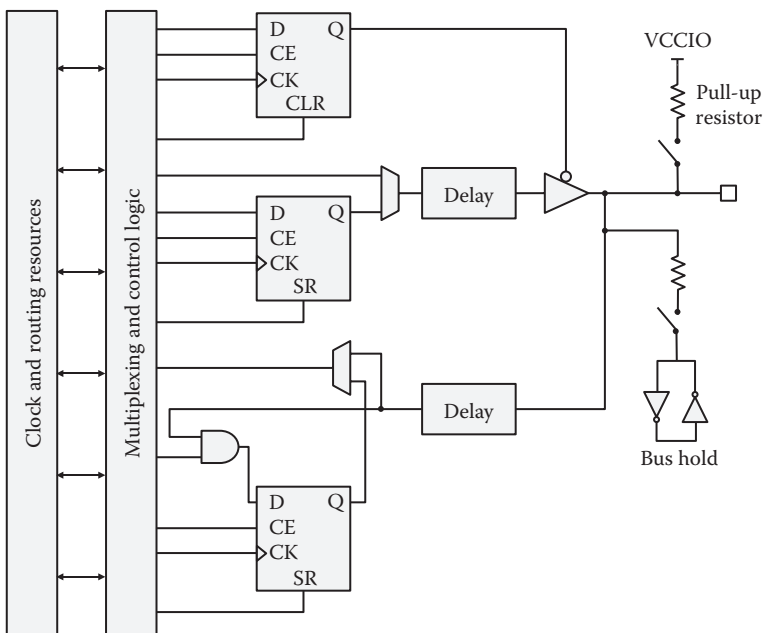 Clock and routing resources
Multiplexing and control logic
D
Q
CE
CK
CLR
VCCIO
Pull-up
resistor
Delay
D
Q
CE
CK
SR
Delay
Bus hold
D
Q
CE
CK
SR